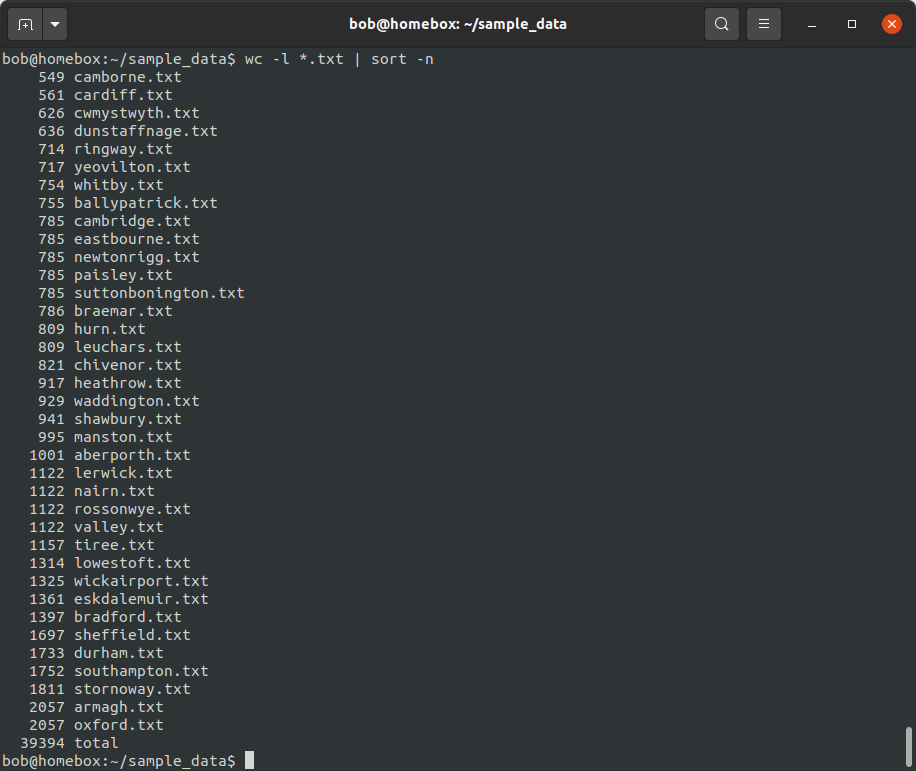 bob@homebox: ~/sample_data
bob@homebox:~/sample_data$ wc -l *.txt | sort -n
549 camborne.txt
561 cardiff.txt
626 cwmystwyth.txt
636 dunstaffnage.txt
714 ringway.txt
717 yeovilton.txt
754 whitby.txt
755 ballypatrick.txt
785 cambridge.txt
785 eastbourne.txt
785 newtonrigg.txt
785 paisley.txt
785 suttonbonington.txt
786 braemar.txt
809 hurn.txt
809 leuchars.txt
821 chivenor.txt
917 heathrow.txt
929 waddington.txt
941 shawbury.txt
995 manston.txt
1001 aberporth.txt
1122 lerwick.txt
1122 nairn.txt
1122 rossonwye.txt
1122 valley.txt
1157 tiree.txt
1314 lowestoft.txt
1325 wickairport.txt
1361 eskdalemuir.txt
1397 bradford.txt
1697 sheffield.txt
1733 durham.txt
1752 southampton.txt
1811 stornoway.txt
2057 armagh.txt
2057 oxford.txt
39394 total
bob@homebox:~/sample_data$